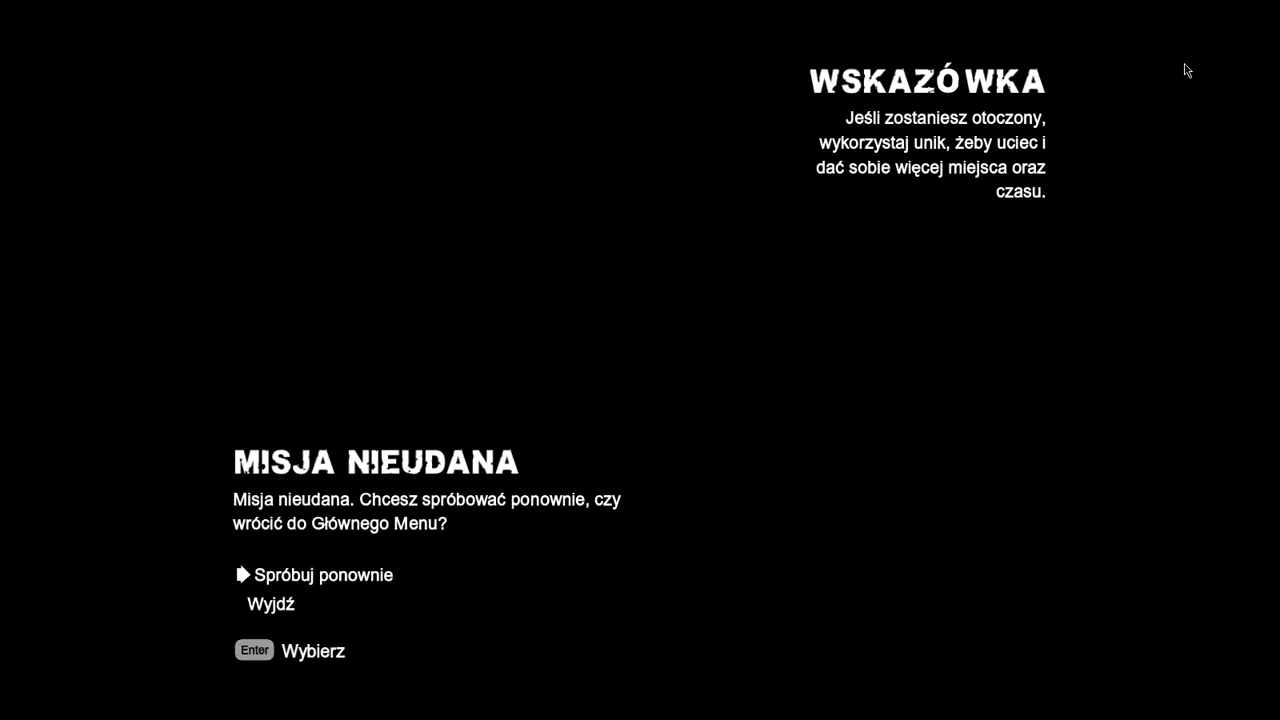 WSKAZÓWKA
Jeśli zostaniesz otoczony,
wykorzystaj unik, żeby uciec i
dać sobie więcej miejsca oraz
czasu.
MISJA NIEUDANA
Misja nieudana. Chcesz spróbować ponownie, czy
wrócić do Głównego Menu?
Spróbuj ponownie
Wyjdź
Enter Wybierz